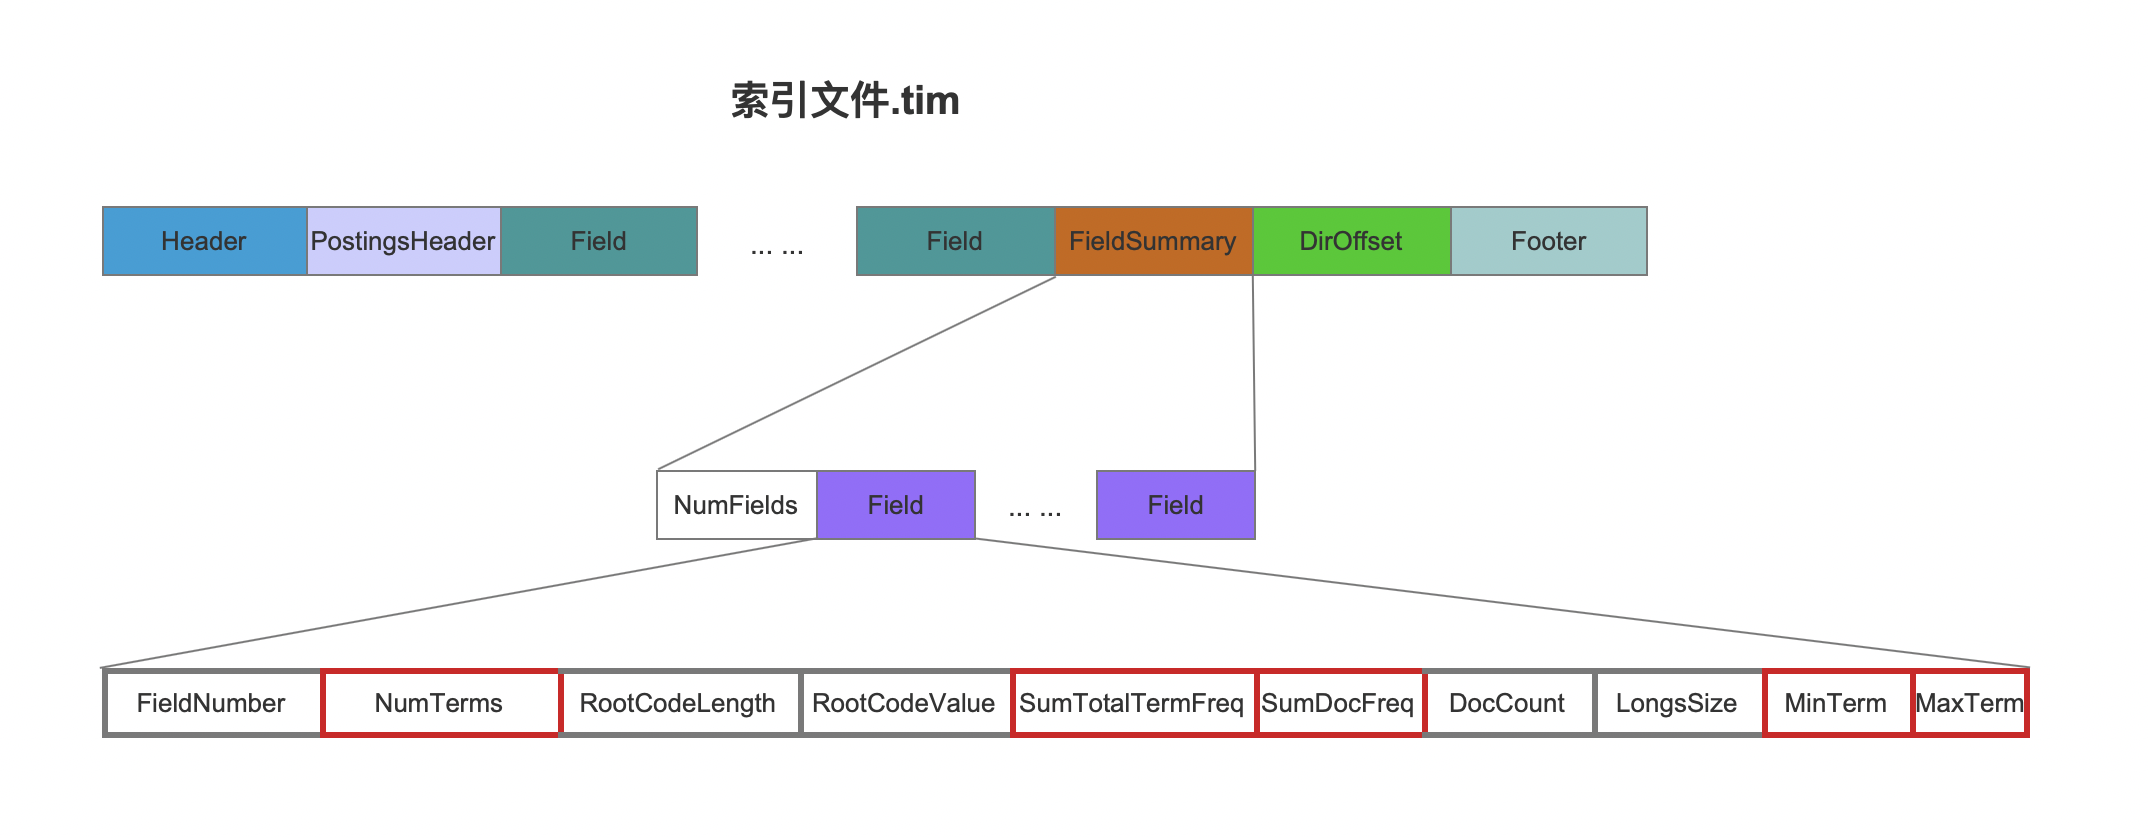 索引文件.tim
Header PostingsHeader Field ... ... Field FieldSummary DirOffset Footer
NumFields Field ... ... Field
FieldNumber NumTerms RootCodeLength RootCodeValue SumTotalTermFreq SumDocFreq DocCount LongsSize MinTerm MaxTerm